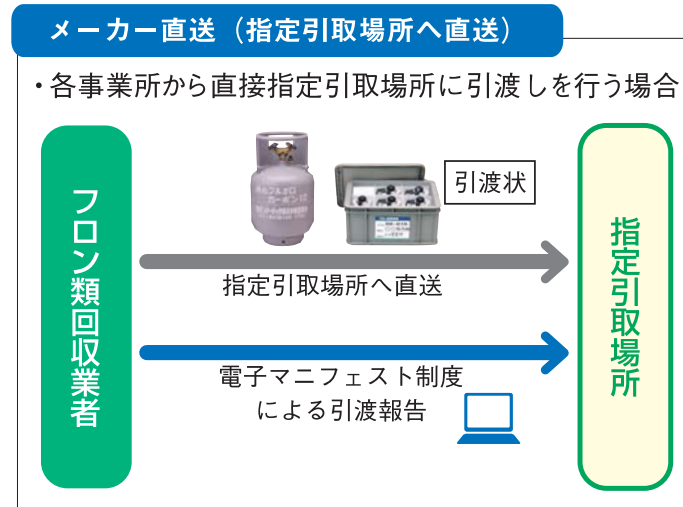 メーカー直送（指定引取場所へ直送）
・各事業所から直接指定引取場所に引渡しを行う場合
フロン類回収業者
引渡状
指定引取場所へ直送
電子マニフェスト制度
による引渡報告
指定引取場所